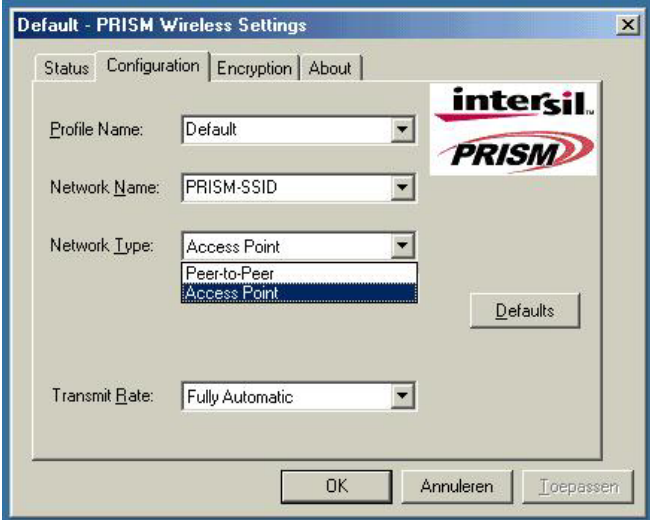 Default - PRISM Wireless Settings
Status Configuration Encryption About
intersil™
PRISM
Profile Name: Default
Network Name: PRISM-SSID
Network Type: Access Point
Peer-to-Peer
Access Point
Defaults
Transmit Rate: Fully Automatic
OK Annuleren Toepassen